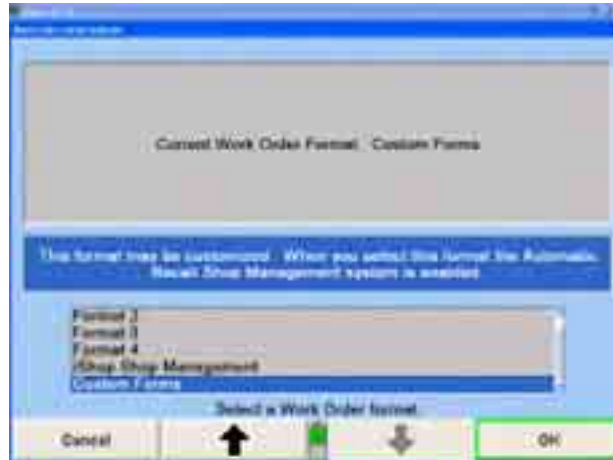 Current Work Order Format: Custom Forms
This format may be customized. When you select this format the Automatic
Recall Shop Management system is enabled
Format 2
Format 3
Format 4
iShop Shop Management
Custom Forms
Select a Work Order format.
Cancel
OK